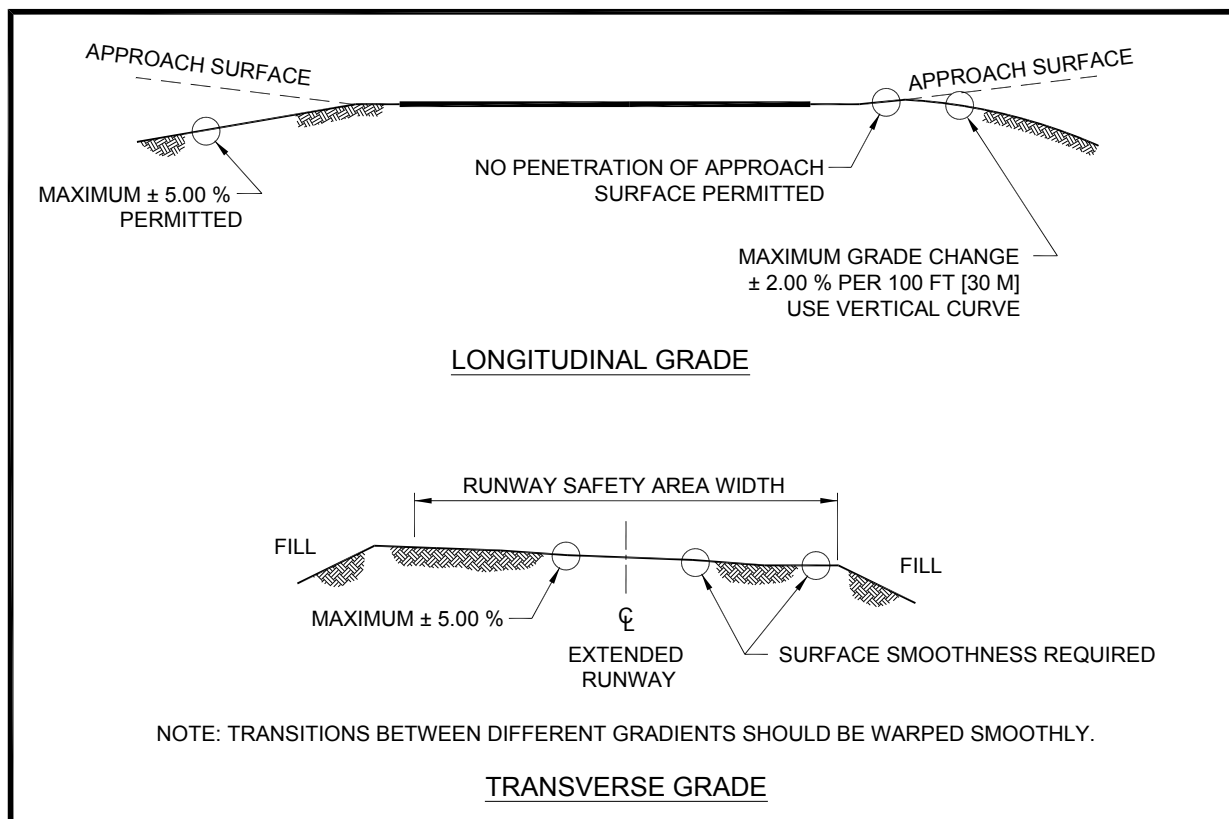 APPROACH SURFACE
APPROACH SURFACE
NO PENETRATION OF APPROACH
SURFACE PERMITTED
MAXIMUM ± 5.00 %
PERMITTED
MAXIMUM GRADE CHANGE
± 2.00 % PER 100 FT [30 M]
USE VERTICAL CURVE
LONGITUDINAL GRADE
RUNWAY SAFETY AREA WIDTH
FILL
FILL
MAXIMUM ± 5.00 %
℄
EXTENDED
RUNWAY
SURFACE SMOOTHNESS REQUIRED
NOTE: TRANSITIONS BETWEEN DIFFERENT GRADIENTS SHOULD BE WARPED SMOOTHLY.
TRANSVERSE GRADE